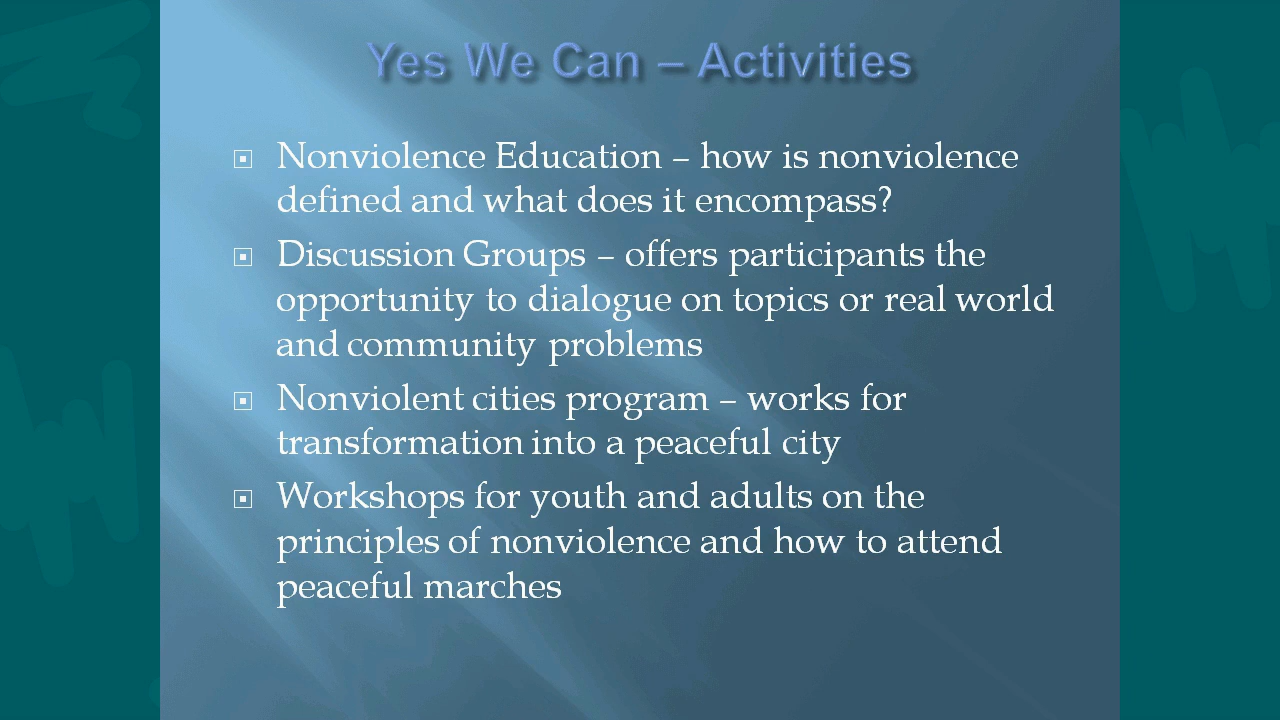 Yes We Can – Activities
Nonviolence Education – how is nonviolence
defined and what does it encompass?
Discussion Groups – offers participants the
opportunity to dialogue on topics or real world
and community problems
Nonviolent cities program – works for
transformation into a peaceful city
Workshops for youth and adults on the
principles of nonviolence and how to attend
peaceful marches